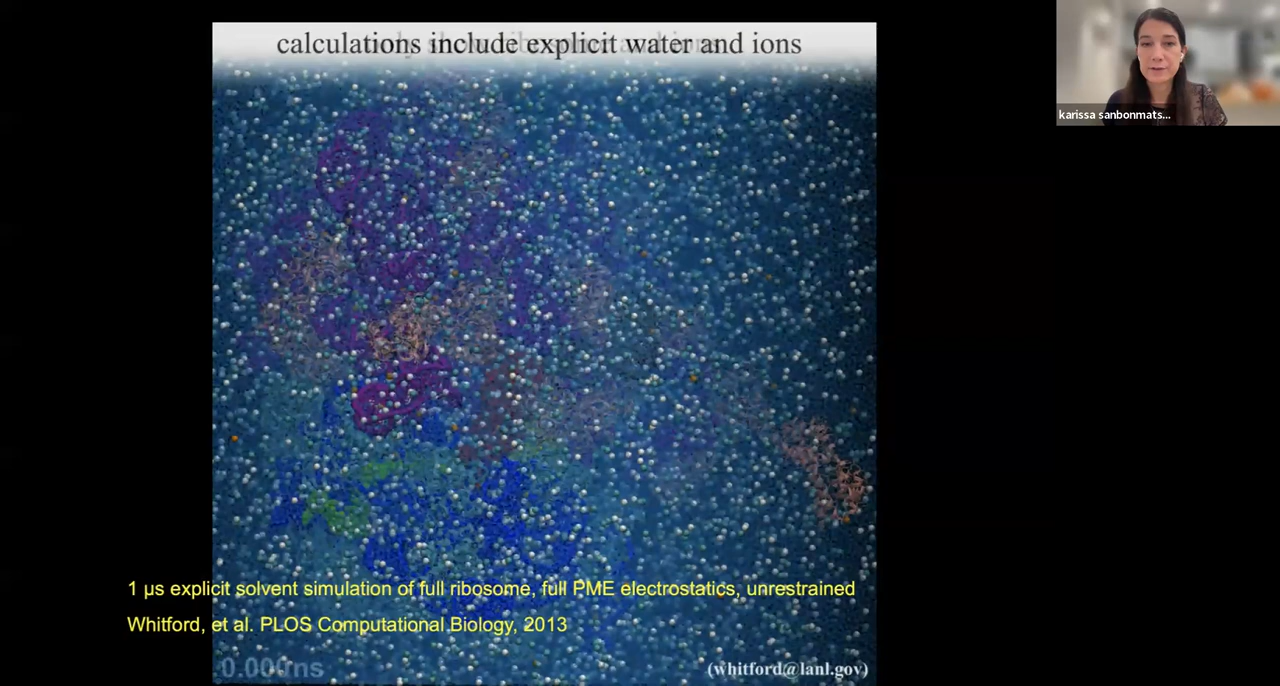 calculations include explicit water and ions
karissa sanbonmats...
1 µs explicit solvent simulation of full ribosome, full PME electrostatics, unrestrained
Whitford, et al. PLOS Computational Biology, 2013
0.000ns
(whitford@lanl.gov)